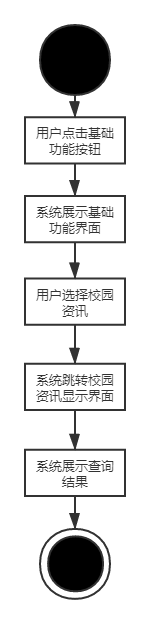 用户点击基础
功能按钮
系统展示基础
功能界面
用户选择校园
资讯
系统跳转校园
资讯显示界面
系统展示查询
结果